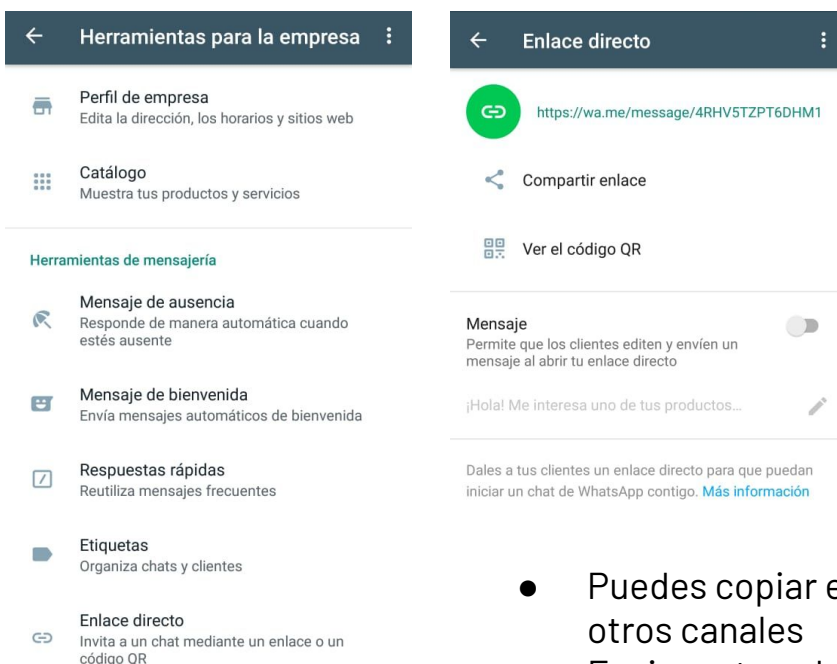 Herramientas para la empresa
Perfil de empresa
Edita la dirección, los horarios y sitios web
Catálogo
Muestra tus productos y servicios
Herramientas de mensajería
Mensaje de ausencia
Responde de manera automática cuando
estés ausente
Mensaje de bienvenida
Envía mensajes automáticos de bienvenida
Respuestas rápidas
Reutiliza mensajes frecuentes
Etiquetas
Organiza chats y clientes
Enlace directo
Invita a un chat mediante un enlace o un
código QR
Enlace directo
https://wa.me/message/4RHV5TZPT6DHM1
Compartir enlace
Ver el código QR
Mensaje
Permite que los clientes editen y envíen un
mensaje al abrir tu enlace directo
¡Hola! Me interesa uno de tus productos...
Dales a tus clientes un enlace directo para que puedan
iniciar un chat de WhatsApp contigo. Más información
● Puedes copiar e
otros canales